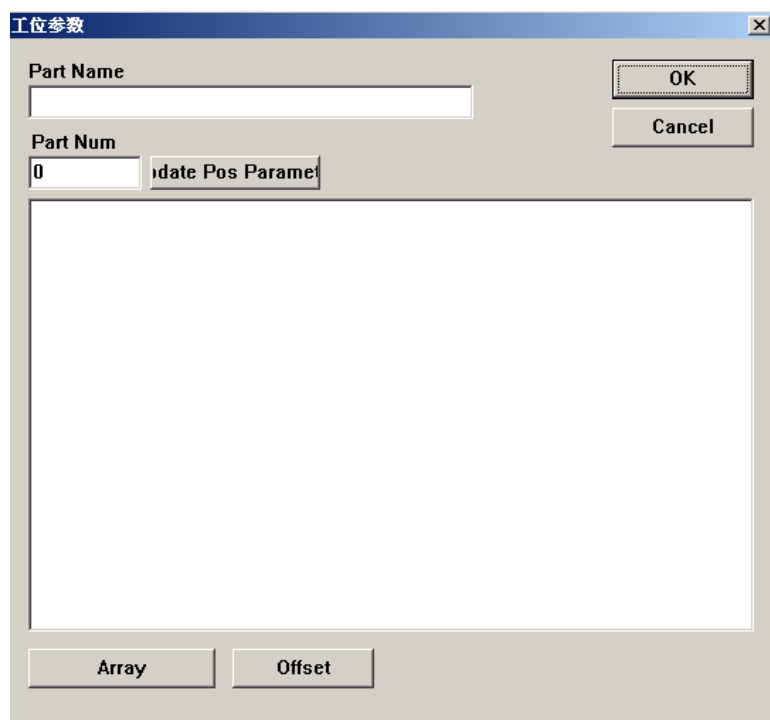 工位参数
Part Name
OK
Cancel
Part Num
0
date Pos Paramet
Array
Offset